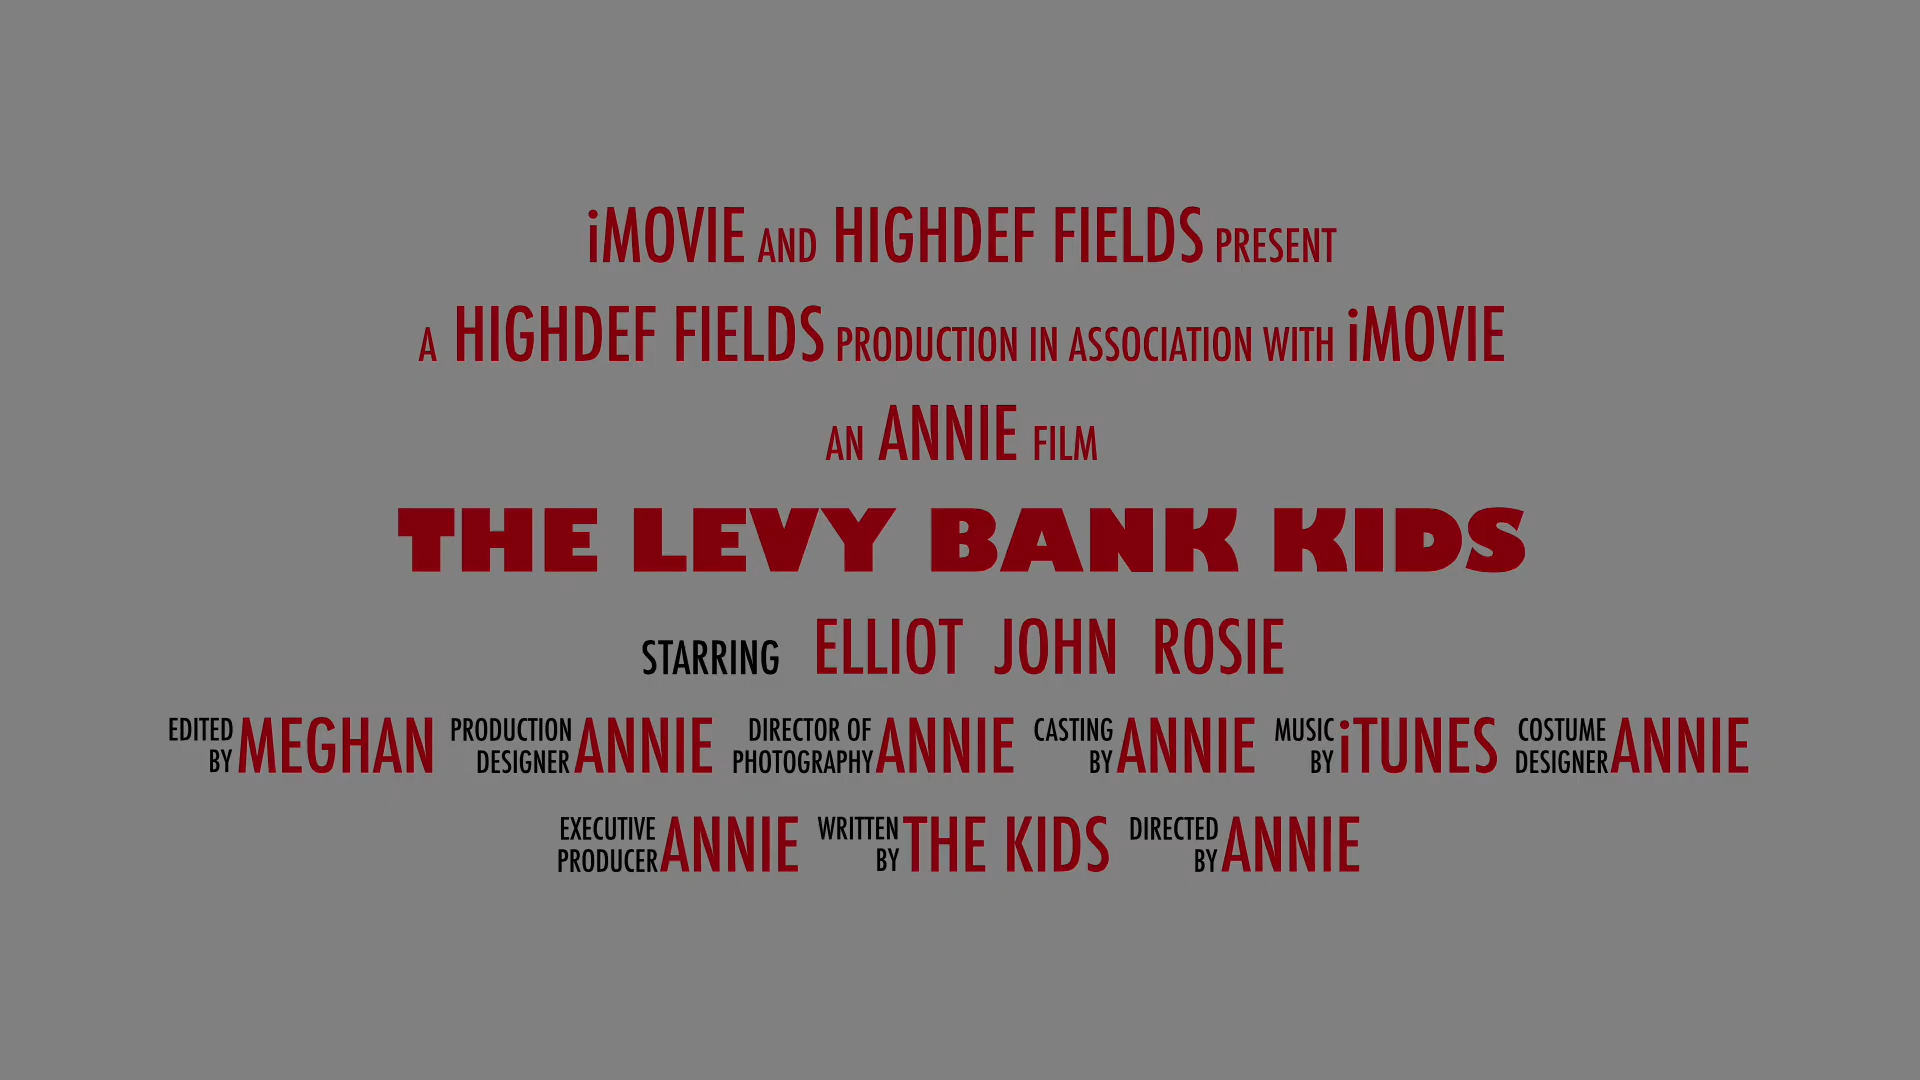 iMOVIE AND HIGHDEF FIELDS PRESENT
A HIGHDEF FIELDS PRODUCTION IN ASSOCIATION WITH iMOVIE
AN ANNIE FILM
THE LEVY BANK KIDS
STARRING ELLIOT JOHN ROSIE
EDITED BY MEGHAN PRODUCTION DESIGNER ANNIE DIRECTOR OF PHOTOGRAPHY ANNIE CASTING BY ANNIE MUSIC BY iTUNES COSTUME DESIGNER ANNIE
EXECUTIVE PRODUCER ANNIE WRITTEN BY THE KIDS DIRECTED BY ANNIE